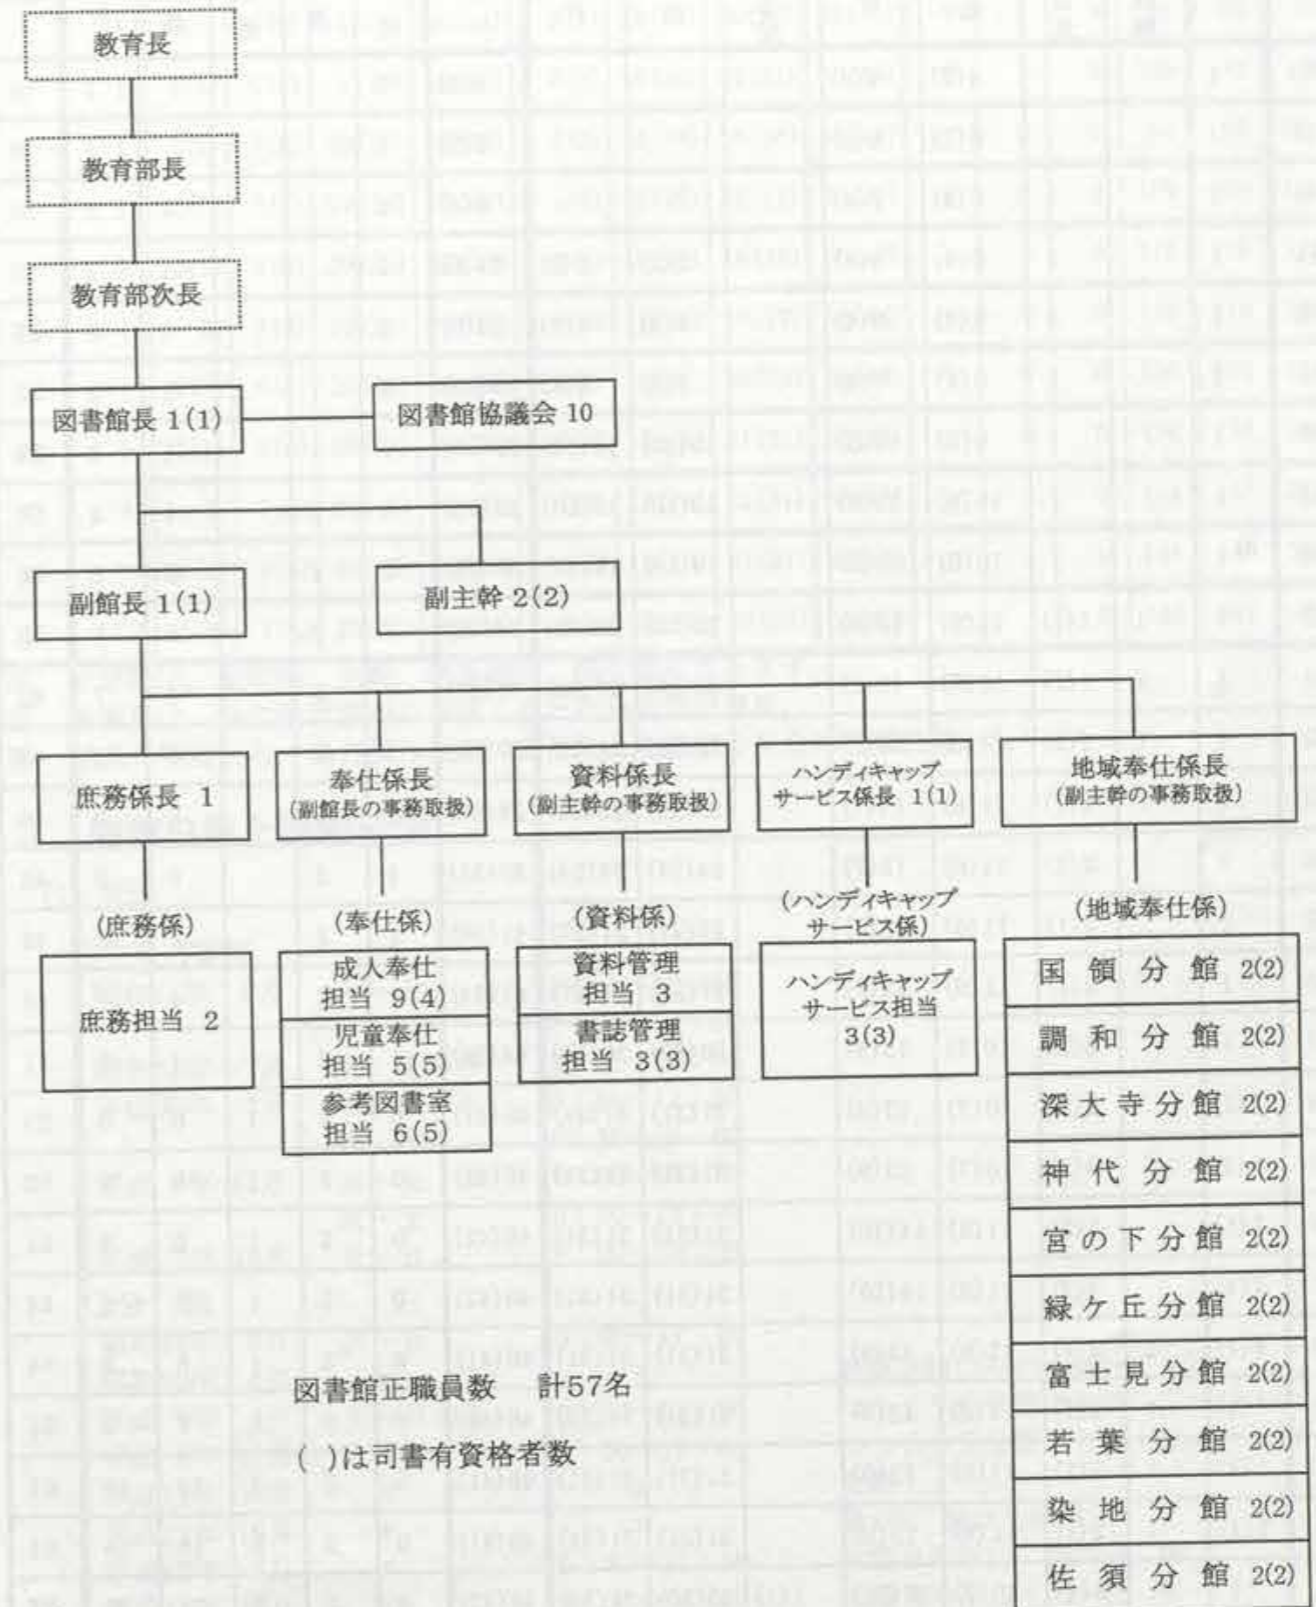 教育長
教育部長
教育部次長
図書館長 1(1)
図書館協議会 10
副館長 1(1)
副主幹 2(2)
庶務係長 1
奉仕係長
(副館長の事務取扱)
資料係長
(副主幹の事務取扱)
ハンディキャップ
サービス係長 1(1)
地域奉仕係長
(副主幹の事務取扱)
(庶務係)
庶務担当 2
(奉仕係)
成人奉仕
担当 9(4)
児童奉仕
担当 5(5)
参考図書室
担当 6(5)
(資料係)
資料管理
担当 3
書誌管理
担当 3(3)
(ハンディキャップ
サービス係)
ハンディキャップ
サービス担当
3(3)
(地域奉仕係)
国領分館 2(2)
調和分館 2(2)
深大寺分館 2(2)
神代分館 2(2)
宮の下分館 2(2)
緑ケ丘分館 2(2)
富士見分館 2(2)
若葉分館 2(2)
染地分館 2(2)
佐須分館 2(2)
図書館正職員数 計57名
( )は司書有資格者数